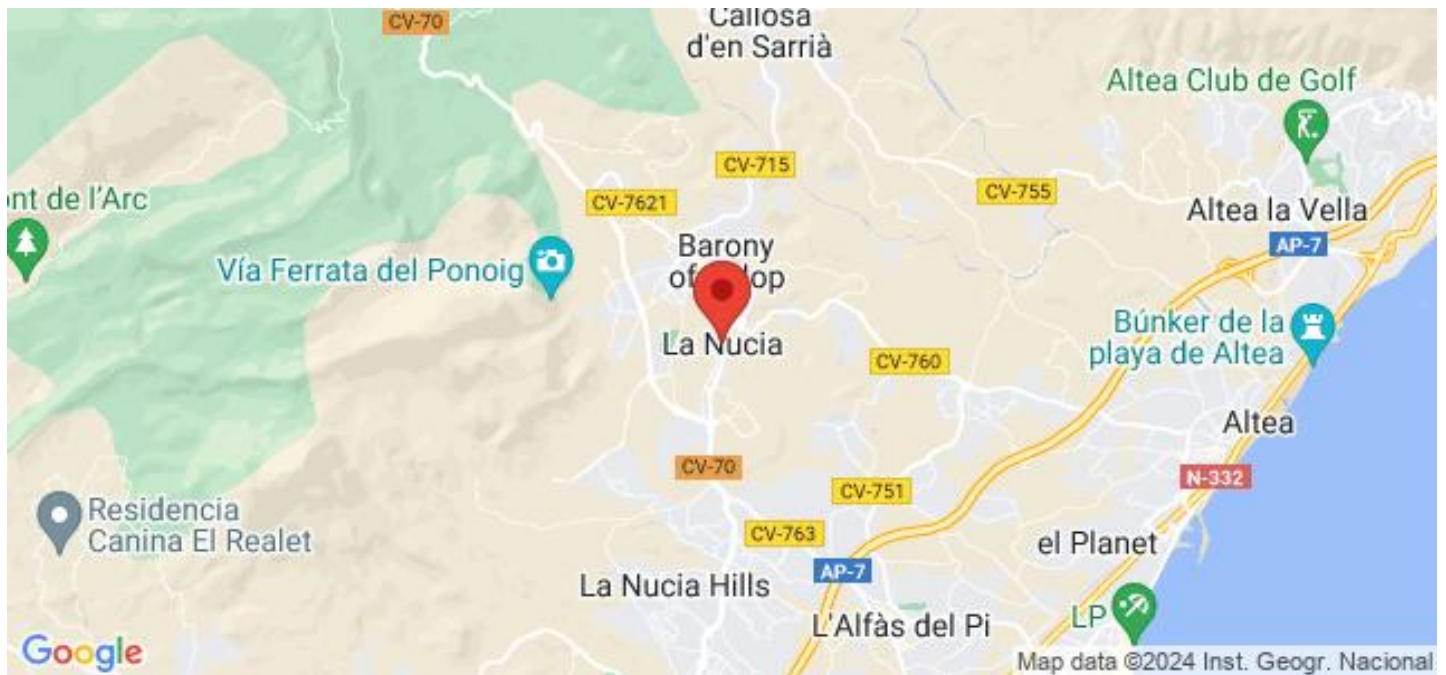 CV-70
Callosa
d'en Sarrià
Altea Club de Golf
CV-715
CV-755
nt de l'Arc
CV-7621
Altea la Vella
AP-7
Barony
Vía Ferrata del Ponoig
La Nucia
Búnker de la
playa de Altea
CV-760
Altea
CV-70
N-332
CV-751
Residencia
Canina El Realet
CV-763
el Planet
AP-7
La Nucia Hills
L'Alfàs del Pi
LP
Google
Map data ©2024 Inst. Geogr. Nacional